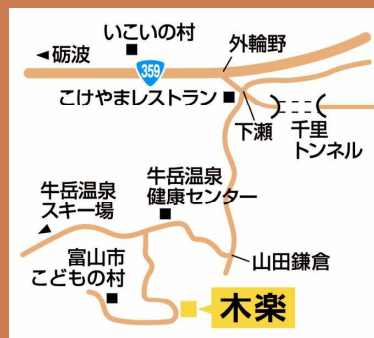 いこいの村
外輪野
砺波
359
こけやまレストラン
下瀬
千里
トンネル
牛岳温泉
スキー場
牛岳温泉
健康センター
富山市
こどもの村
山田鎌倉
木楽